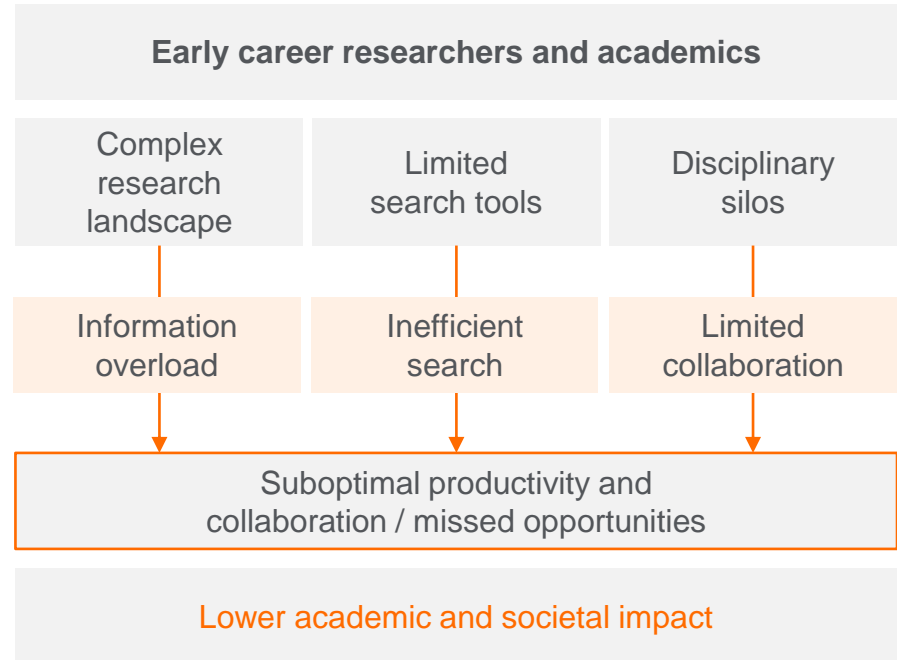 Early career researchers and academics
Complex
research
landscape
Limited
search tools
Disciplinary
silos
Information
overload
Inefficient
search
Limited
collaboration
Suboptimal productivity and
collaboration / missed opportunities
Lower academic and societal impact